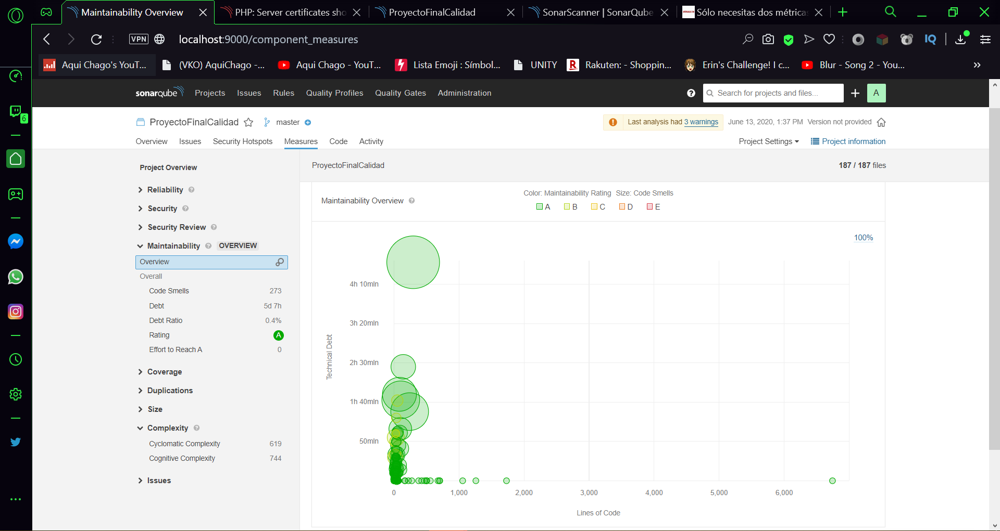 Maintainability Overview
PHP: Server certificates sho
ProyectoFinalCalidad
SonarScanner | SonarQube
Sólo necesitas dos métricas
VPN
localhost:9000/component_measures
IQ
6
Aqui Chago's YouT...
(VKO) AquiChago -...
Aqui Chago - YouT...
Lista Emoji : Símbol...
UNITY
R
Rakuten: - Shoppin...
Erin's Challenge! I c...
Blur - Song 2 - You...
sonarqube
Projects
Issues
Rules
Quality Profiles
Quality Gates
Administration
Search for projects and files...
A
ProyectoFinalCalidad
master
Last analysis had 3 warnings
June 13, 2020, 1:37 PM
Version not provided
Overview
Issues
Security Hotspots
Measures
Code
Activity
Project Settings
Project information
Project Overview
Reliability
Security
Security Review
Maintainability
OVERVIEW
Overview
Overall
Code Smells 273
Debt 5d 7h
Debt Ratio 0.4%
Rating A
Effort to Reach A 0
Coverage
Duplications
Size
Complexity
Cyclomatic Complexity 619
Cognitive Complexity 744
Issues
ProyectoFinalCalidad
187 / 187 files
Maintainability Overview
Color: Maintainability Rating Size: Code Smells
A B C D E
100%
4h 10mln
3h 20mln
2h 30mln
1h 40mln
50mln
Technical Debt
0 1,000 2,000 3,000 4,000 5,000 6,000
Lines of Code